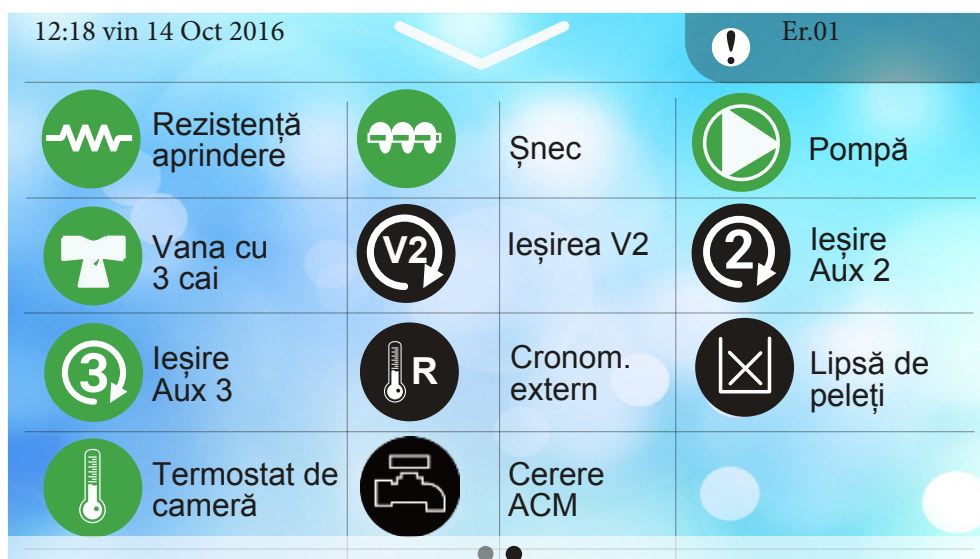 12:18 vin 14 Oct 2016
Er.01
Rezistență
aprindere
Șnec
Pompă
Vana cu
3 cai
V2
Ieșirea V2
2
Ieșire
Aux 2
3
Ieșire
Aux 3
R
Cronom.
extern
Lipsă de
peleți
Termostat de
cameră
Cerere
ACM